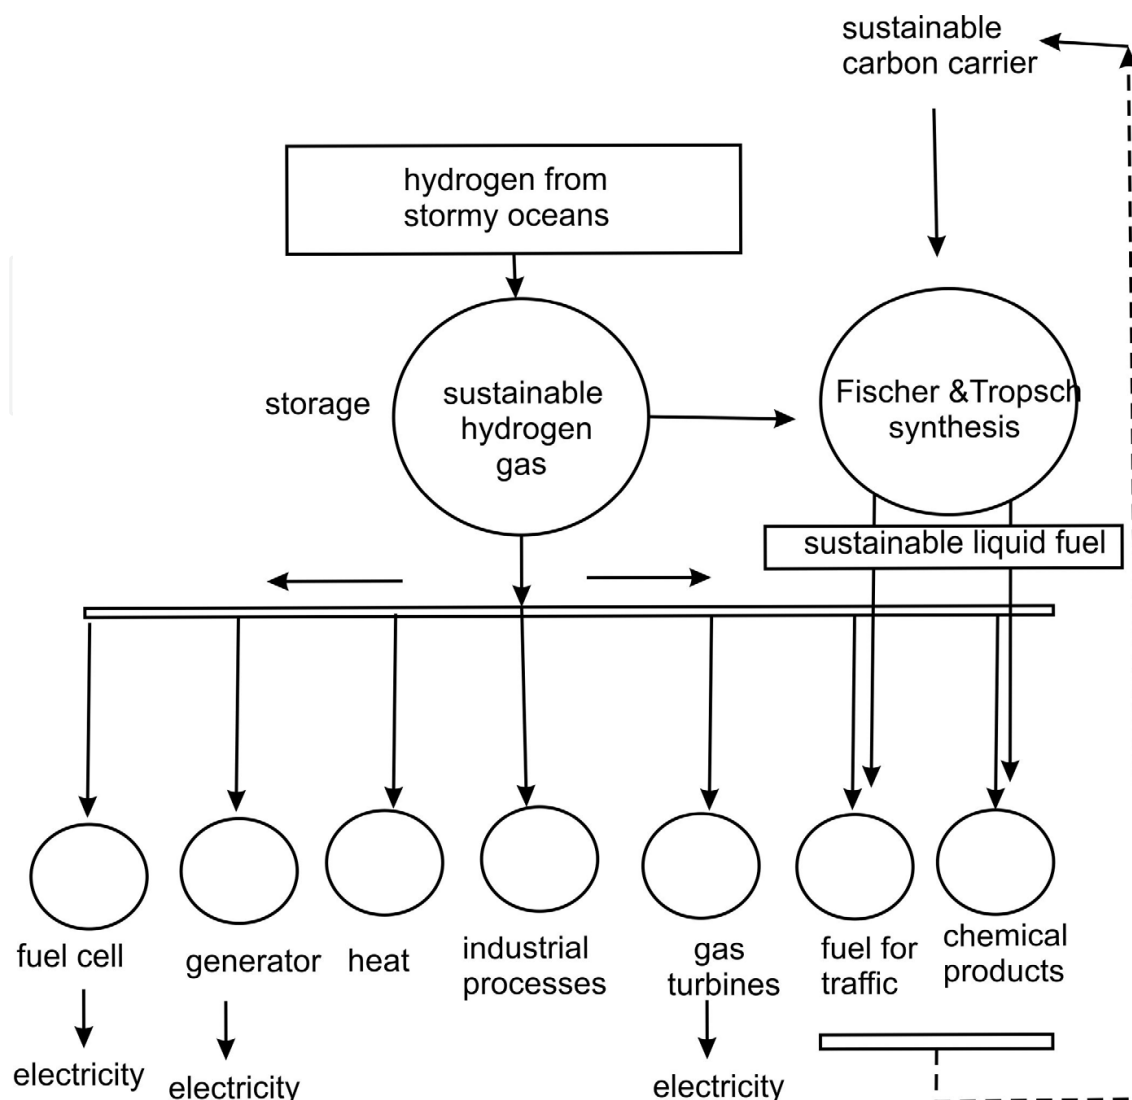 sustainable
carbon carrier
hydrogen from
stormy oceans
storage
sustainable
hydrogen
gas
Fischer &Tropsch
synthesis
sustainable liquid fuel
fuel cell
generator
heat
industrial
processes
gas
turbines
fuel for
traffic
chemical
products
electricity
electricity
electricity